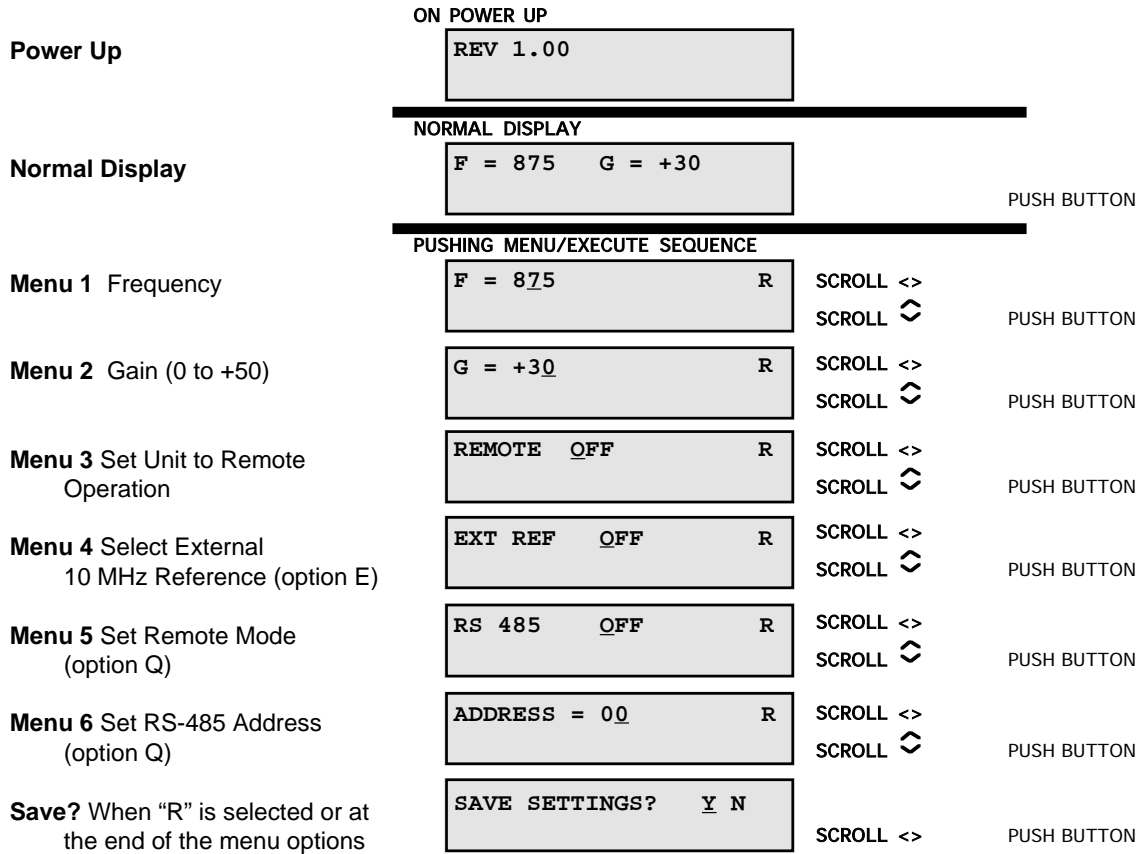 ON POWER UP
Power Up
REV 1.00
NORMAL DISPLAY
Normal Display
F = 875 G = +30
PUSH BUTTON
PUSHING MENU/EXECUTE SEQUENCE
Menu 1 Frequency
F = 875 R
SCROLL <>
SCROLL
PUSH BUTTON
Menu 2 Gain (0 to +50)
G = +30 R
SCROLL <>
SCROLL
PUSH BUTTON
Menu 3 Set Unit to Remote
Operation
REMOTE OFF R
SCROLL <>
SCROLL
PUSH BUTTON
Menu 4 Select External
10 MHz Reference (option E)
EXT REF OFF R
SCROLL <>
SCROLL
PUSH BUTTON
Menu 5 Set Remote Mode
(option Q)
RS 485 OFF R
SCROLL <>
SCROLL
PUSH BUTTON
Menu 6 Set RS-485 Address
(option Q)
ADDRESS = 00 R
SCROLL <>
SCROLL
PUSH BUTTON
Save? When “R” is selected or at
the end of the menu options
SAVE SETTINGS? Y N
SCROLL <>
PUSH BUTTON